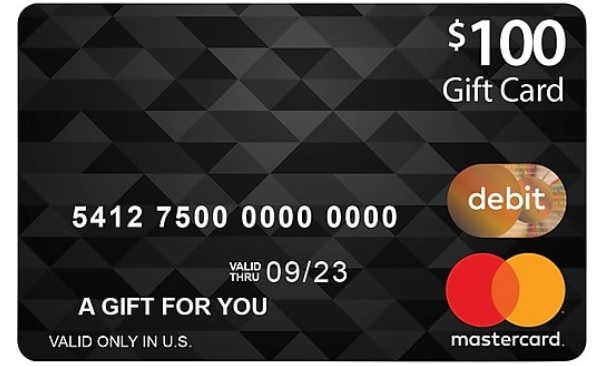 $100
Gift Card
debit
5412 7500 0000 0000
VALID
THRU 09/23
A GIFT FOR YOU
VALID ONLY IN U.S.
mastercard.